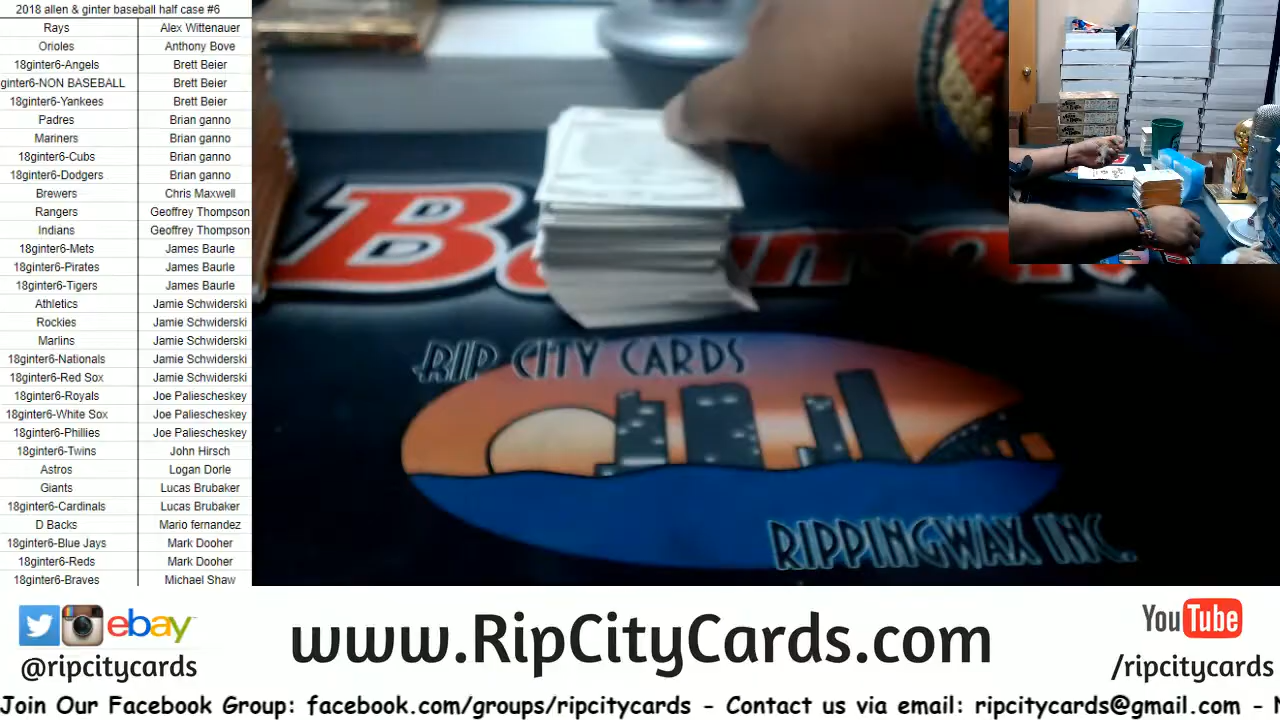 2018 allen & ginter baseball half case #6
Rays Alex Wittenauer
Orioles Anthony Bove
18ginter6-Angels Brett Beier
ginter6-NON BASEBALL Brett Beier
18ginter6-Yankees Brett Beier
Padres Brian ganno
Mariners Brian ganno
18ginter6-Cubs Brian ganno
18ginter6-Dodgers Brian ganno
Brewers Chris Maxwell
Rangers Geoffrey Thompson
Indians Geoffrey Thompson
18ginter6-Mets James Baurle
18ginter6-Pirates James Baurle
18ginter6-Tigers James Baurle
Athletics Jamie Schwiderski
Rockies Jamie Schwiderski
Marlins Jamie Schwiderski
18ginter6-Nationals Jamie Schwiderski
18ginter6-Red Sox Jamie Schwiderski
18ginter6-Royals Joe Paliescheskey
18ginter6-White Sox Joe Paliescheskey
18ginter6-Phillies Joe Paliescheskey
18ginter6-Twins John Hirsch
Astros Logan Dorle
Giants Lucas Brubaker
18ginter6-Cardinals Lucas Brubaker
D Backs Mario fernandez
18ginter6-Blue Jays Mark Dooher
18ginter6-Reds Mark Dooher
18ginter6-Braves Michael Shaw
RIP CITY CARDS
RIPPINGWAX INC.
ebay
@ripcitycards
www.RipCityCards.com
YouTube
/ripcitycards
Join Our Facebook Group: facebook.com/groups/ripcitycards - Contact us via email: ripcitycards@gmail.com - N